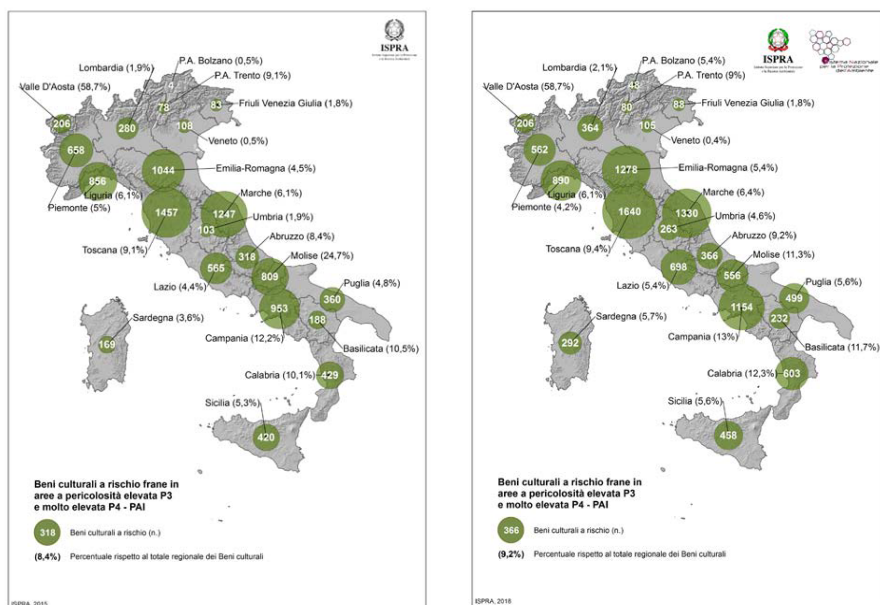 ISPRA
Lombardia (1,9%)
P.A. Bolzano (0,5%)
P.A. Trento (9,1%)
Valle D'Aosta (58,7%)
Friuli Venezia Giulia (1,8%)
4
78
83
206
280
108
Veneto (0,5%)
658
1044
Emilia-Romagna (4,5%)
856
Liguria (6,1%)
Marche (6,1%)
Piemonte (5%)
1457
1247
Umbria (1,9%)
103
Abruzzo (8,4%)
Toscana (9,1%)
318
Molise (24,7%)
565
809
Lazio (4,4%)
Puglia (4,8%)
360
953
188
Sardegna (3,6%)
Campania (12,2%)
Basilicata (10,5%)
169
Calabria (10,1%)
429
Sicilia (5,3%)
420
Beni culturali a rischio frane in
aree a pericolosità elevata P3
e molto elevata P4 - PAI
318
Beni culturali a rischio (n.)
(8,4%)
Percentuale rispetto al totale regionale dei Beni culturali
ISPRA, 2015
ISPRA
Lombardia (2,1%)
P.A. Bolzano (5,4%)
P.A. Trento (9%)
Valle D'Aosta (58,7%)
Friuli Venezia Giulia (1,8%)
48
80
88
206
364
105
Veneto (0,4%)
562
1278
Emilia-Romagna (5,4%)
890
Liguria (6,1%)
Marche (6,4%)
Piemonte (4,2%)
1640
1330
Umbria (4,6%)
263
Abruzzo (9,2%)
Toscana (9,4%)
366
Molise (11,3%)
698
556
Lazio (5,4%)
Puglia (5,6%)
499
1154
232
Sardegna (5,7%)
Campania (13%)
Basilicata (11,7%)
292
Calabria (12,3%)
603
Sicilia (5,6%)
458
Beni culturali a rischio frane in
aree a pericolosità elevata P3
e molto elevata P4 - PAI
366
Beni culturali a rischio (n.)
(9,2%)
Percentuale rispetto al totale regionale dei Beni culturali
ISPRA, 2018